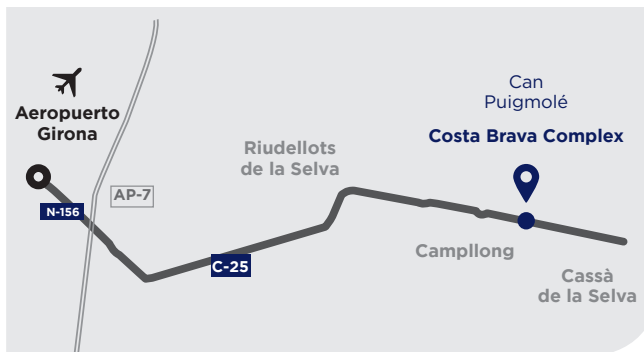 Aeropuerto
Girona
N-156
AP-7
C-25
Riudellots
de la Selva
Can
Puigmolé
Costa Brava Complex
Campllong
Cassà
de la Selva